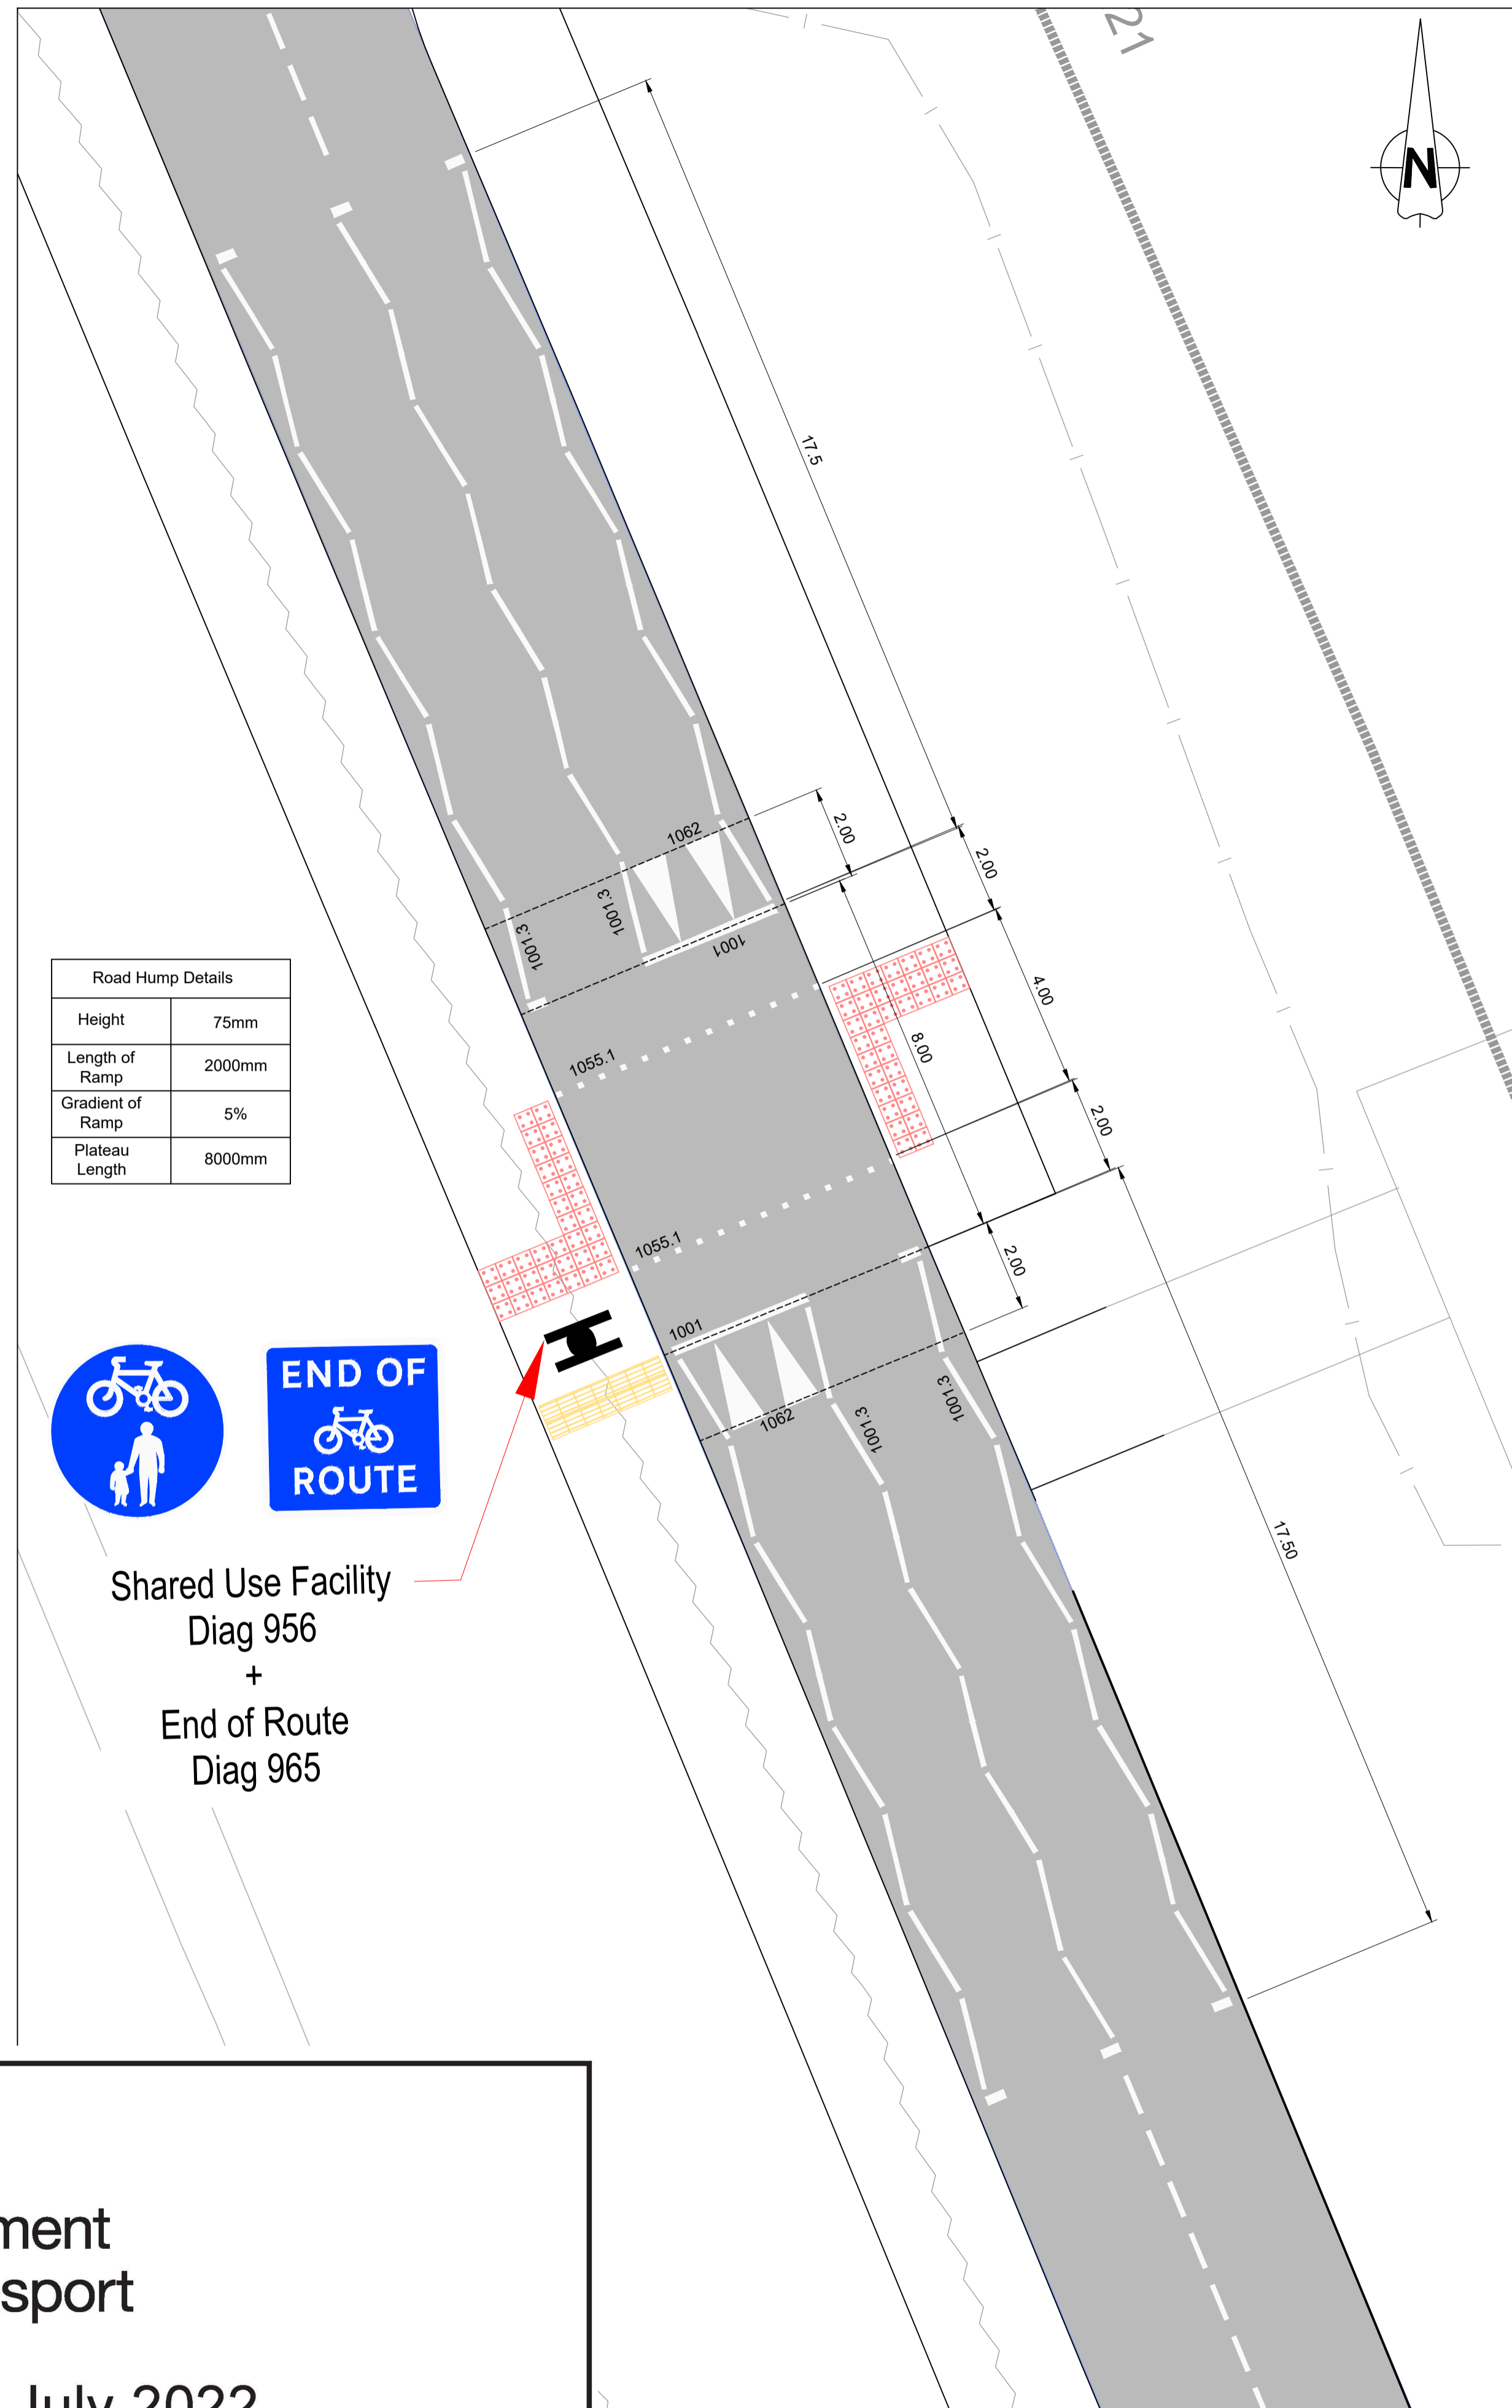 21
N
17.5
2.00
2.00
1062
1001.3
1001.3
1001
4.00
8.00
Road Hump Details
Height 75mm
Length of
Ramp 2000mm
Gradient of
Ramp 5%
Plateau
Length 8000mm
1055.1
2.00
1055.1
2.00
1001
1062
1001.3
1001.3
END OF
ROUTE
17.50
Shared Use Facility
Diag 956
+
End of Route
Diag 965
ment
sport
July 2022